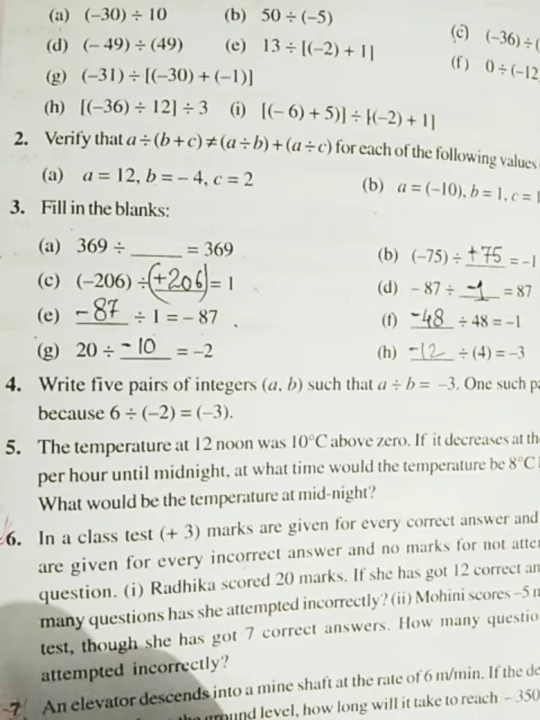 (a) (–30) ÷ 10 (b) 50 ÷ (–5) (c) (–36) ÷ (
(d) (– 49) ÷ (49) (e) 13 ÷ [(–2) + 1] (f) 0 ÷ (–12
(g) (–31) ÷ [(–30) + (–1)]
(h) [(–36) ÷ 12] ÷ 3 (i) [(– 6) + 5)] ÷ [(–2) + 1]
2. Verify that a ÷ (b + c) ≠ (a ÷ b) + (a ÷ c) for each of the following values
(a) a = 12, b = – 4, c = 2 (b) a = (–10), b = 1, c = 1
3. Fill in the blanks:
(a) 369 ÷ _____ = 369 (b) (–75) ÷ +75 = –1
(c) (–206) ÷ (+206) = 1 (d) – 87 ÷ -1 = 87
(e) -87 ÷ 1 = – 87 (f) -48 ÷ 48 = –1
(g) 20 ÷ -10 = –2 (h) -12 ÷ (4) = –3
4. Write five pairs of integers (a, b) such that a ÷ b = –3. One such
because 6 ÷ (–2) = (–3).
5. The temperature at 12 noon was 10°C above zero. If it decreases at
per hour until midnight, at what time would the temperature be 8°C
What would be the temperature at mid-night?
6. In a class test (+ 3) marks are given for every correct answer and
are given for every incorrect answer and no marks for not
question. (i) Radhika scored 20 marks. If she has got 12 correct
many questions has she attempted incorrectly? (ii) Mohini scores –5
test, though she has got 7 correct answers. How many
attempted incorrectly?
7. An elevator descends into a mine shaft at the rate of 6 m/min. If the
ground level, how long will it take to reach – 350